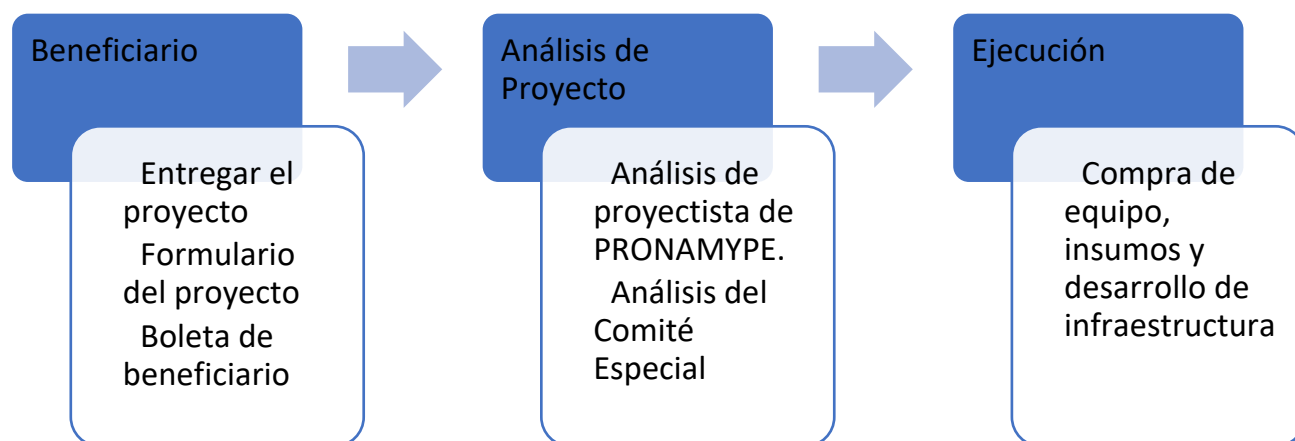 Beneficiario
Entregar el
proyecto
Formulario
del proyecto
Boleta de
beneficiario
Análisis de
Proyecto
Análisis de
proyectista de
PRONAMYPE.
Análisis del
Comité
Especial
Ejecución
Compra de
equipo,
insumos y
desarrollo de
infraestructura